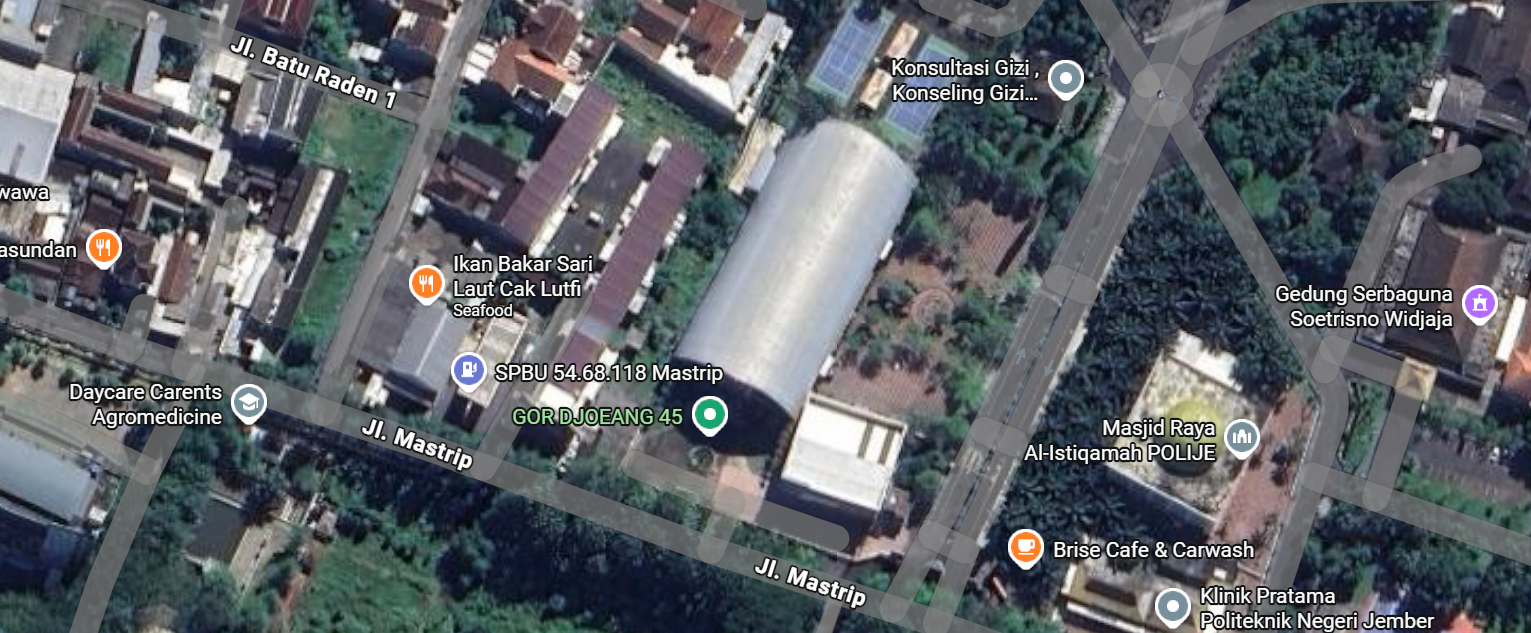 Jl. Batu Raden 1
Konsultasi Gizi ,
Konseling Gizi...
wawa
asundan
Ikan Bakar Sari
Laut Cak Lutfi
Seafood
Gedung Serbaguna
Soetrisno Widjaja
SPBU 54.68.118 Mastrip
Daycare Carents
Agromedicine
GOR DJOEANG 45
Jl. Mastrip
Masjid Raya
Al-Istiqamah POLIJE
Brise Cafe & Carwash
Jl. Mastrip
Klinik Pratama
Politeknik Negeri Jember